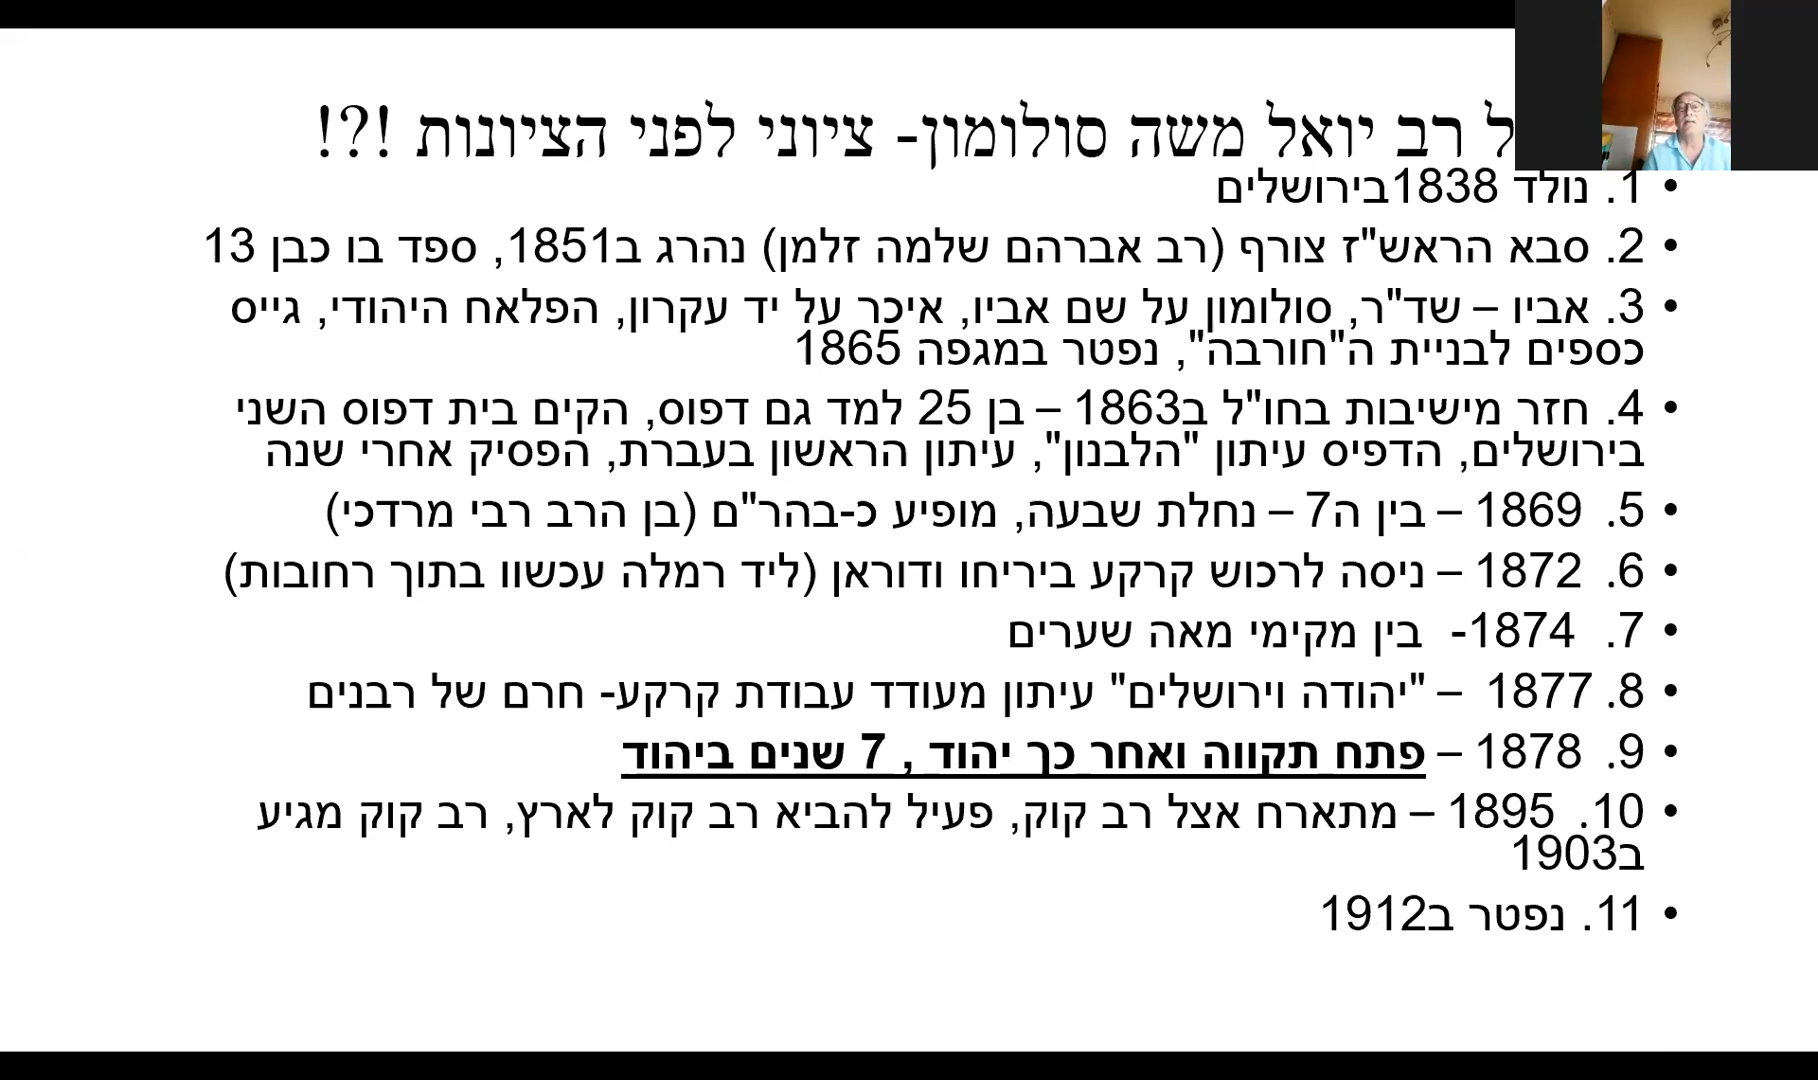 ל רב יואל משה סולומון- ציוני לפני הציונות !?!
• 1. נולד 1838בירושלים
• 2. סבא הראש"ז צורף (רב אברהם שלמה זלמן) נהרג ב1851, ספד בו כבן 13
• 3. אביו – שד"ר, סולומון על שם אביו, איכר על יד עקרון, הפלאח היהודי, גייס
כספים לבניית ה"חורבה", נפטר במגפה 1865
• 4. חזר מישיבות בחו"ל ב1863 – בן 25 למד גם דפוס, הקים בית דפוס השני
בירושלים, הדפיס עיתון "הלבנון", עיתון הראשון בעברת, הפסיק אחרי שנה
• 5. 1869 – בין ה7 – נחלת שבעה, מופיע כ-בהר"ם (בן הרב רבי מרדכי)
• 6. 1872 – ניסה לרכוש קרקע ביריחו ודוראן (ליד רמלה עכשוו בתוך רחובות)
• 7. 1874- בין מקימי מאה שערים
• 8. 1877 – "יהודה וירושלים" עיתון מעודד עבודת קרקע- חרם של רבנים
• 9. 1878 – פתח תקווה ואחר כך יהוד , 7 שנים ביהוד
• 10. 1895 – מתארח אצל רב קוק, פעיל להביא רב קוק לארץ, רב קוק מגיע
ב1903
• 11. נפטר ב1912